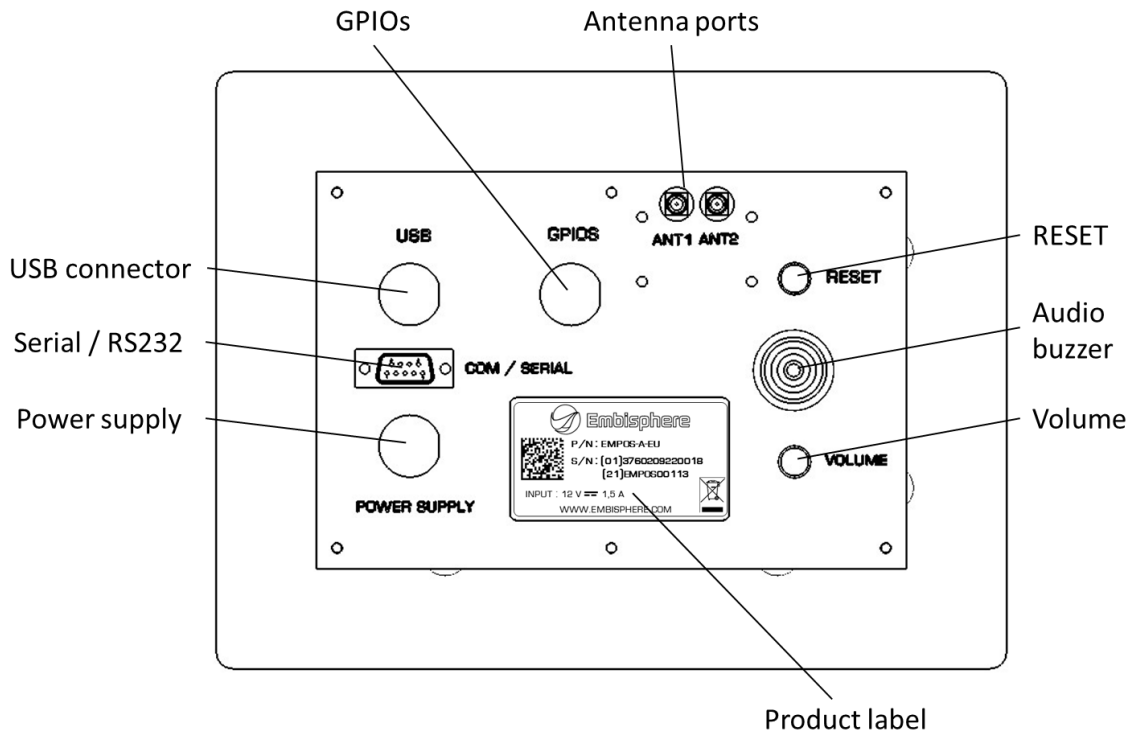 GPIOs
Antenna ports
USB
GPIOS
ANT1 ANT2
USB connector
RESET
RESET
Serial / RS232
COM / SERIAL
Audio
buzzer
Power supply
POWER SUPPLY
Embisphere
P/N : EMPOS-A-EU
S/N : (01)3760209220018
(21)EMPOS00113
INPUT : 12 V 1,5 A
WWW.EMBISPHERE.COM
Volume
VOLUME
Product label